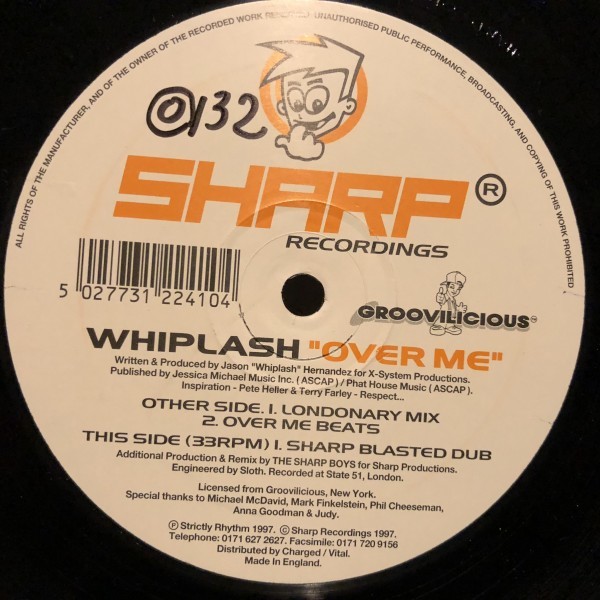 ALL RIGHTS OF THE MANUFACTURER, AND OF THE OWNER OF THE RECORDED WORK UNAUTHORISED PUBLIC PERFORMANCE, BROADCASTING, AND COPYING OF THIS WORK PROHIBITED
132
SHARP®
RECORDINGS
5 027731 224104
GROOVILICIOUS™
WHIPLASH "OVER ME"
Written & Produced by Jason "Whiplash" Hernandez for X-System Productions.
Published by Jessica Michael Music Inc. ( ASCAP ) / Phat House Music ( ASCAP ).
Inspiration - Pete Heller & Terry Farley - Respect...
OTHER SIDE. 1. LONDONARY MIX
2. OVER ME BEATS
THIS SIDE (33RPM) 1. SHARP BLASTED DUB
Additional Production & Remix by THE SHARP BOYS for Sharp Productions.
Engineered by Sloth. Recorded at State 51, London.
Licensed from Groovilicious, New York.
Special thanks to Michael McDavid, Mark Finkelstein, Phil Cheeseman,
Anna Goodman & Judy.
℗ Strictly Rhythm 1997. © Sharp Recordings 1997.
Telephone: 0171 627 2627. Facsimile: 0171 720 9156
Distributed by Charged / Vital.
Made in England.